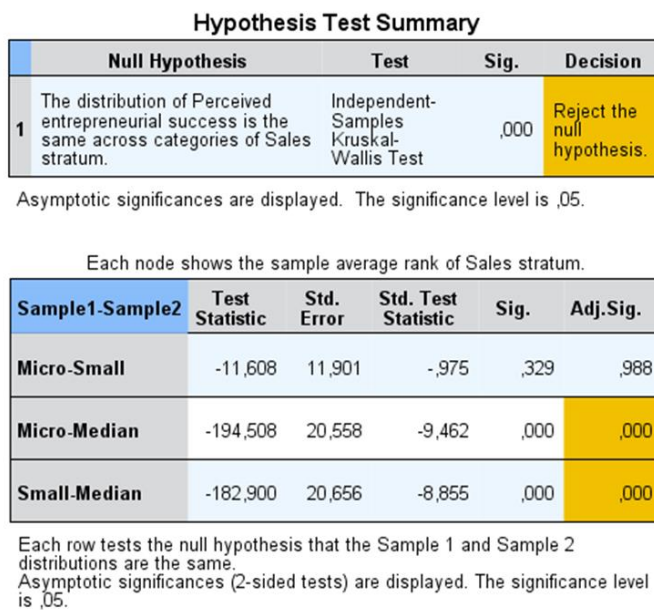 Hypothesis Test Summary
Null Hypothesis Test Sig. Decision
1 The distribution of Perceived entrepreneurial success is the same across categories of Sales stratum. Independent-Samples Kruskal-Wallis Test ,000 Reject the null hypothesis.
Asymptotic significances are displayed. The significance level is ,05.
Each node shows the sample average rank of Sales stratum.
Sample1-Sample2 Test Statistic Std. Error Std. Test Statistic Sig. Adj.Sig.
Micro-Small -11,608 11,901 -,975 ,329 ,988
Micro-Median -194,508 20,558 -9,462 ,000 ,000
Small-Median -182,900 20,656 -8,855 ,000 ,000
Each row tests the null hypothesis that the Sample 1 and Sample 2
distributions are the same.
Asymptotic significances (2-sided tests) are displayed. The significance level
is ,05.